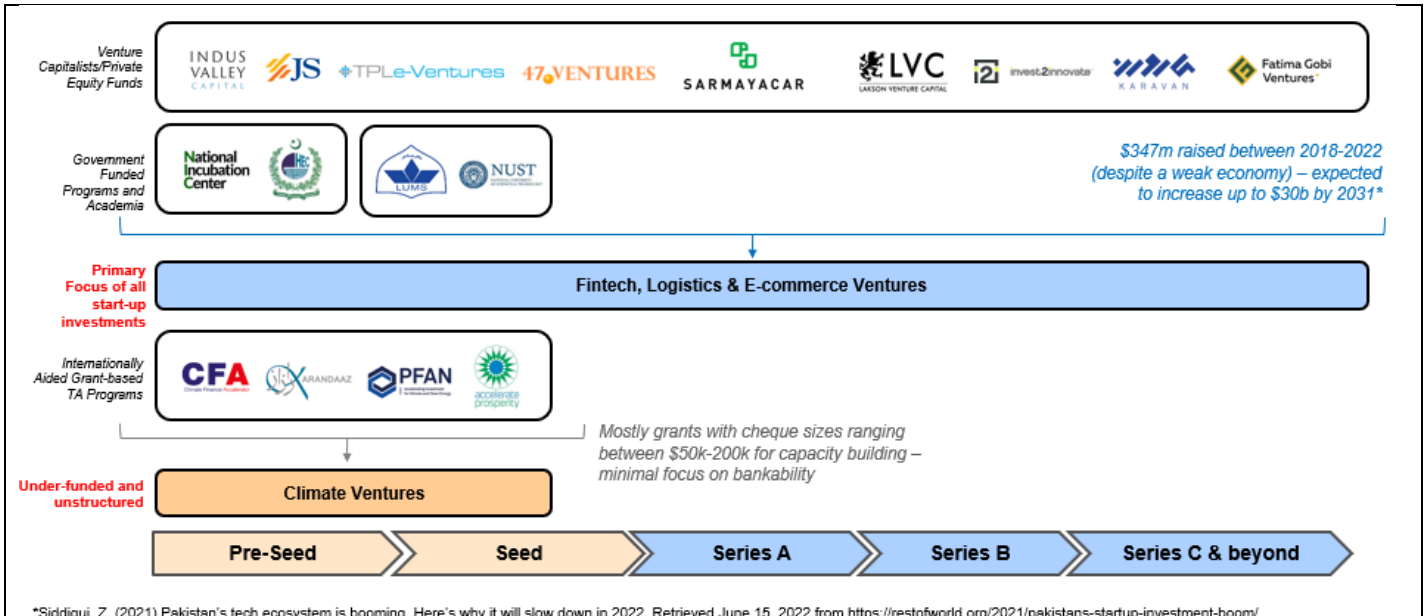 Venture
Capitalists/Private
Equity Funds
INDUS
VALLEY
CAPITAL
JS
TPLe-Ventures
47 VENTURES
SARMAYACAR
LVC
LAKSON VENTURE CAPITAL
i2i
invest2innovate
KARAVAN
Fatima Gobi
Ventures
Government
Funded
Programs and
Academia
National
Incubation
Center
HEC
LUMS
NUST
$347m raised between 2018-2022
(despite a weak economy) – expected
to increase up to $30b by 2031*
Primary
Focus of all
start-up
investments
Fintech, Logistics & E-commerce Ventures
Internationally
Aided Grant-based
TA Programs
CFA
Climate Finance Accelerator
KARANDAAZ
PFAN
accelerate
prosperity
Mostly grants with cheque sizes ranging
between $50k-200k for capacity building –
minimal focus on bankability
Under-funded and
unstructured
Climate Ventures
Pre-Seed
Seed
Series A
Series B
Series C & beyond
*Siddiqui, Z. (2021) Pakistan's tech ecosystem is booming. Here's why it will slow down in 2022. Retrieved June 15, 2022 from https://restofworld.org/2021/pakistans-startup-investment-boom/